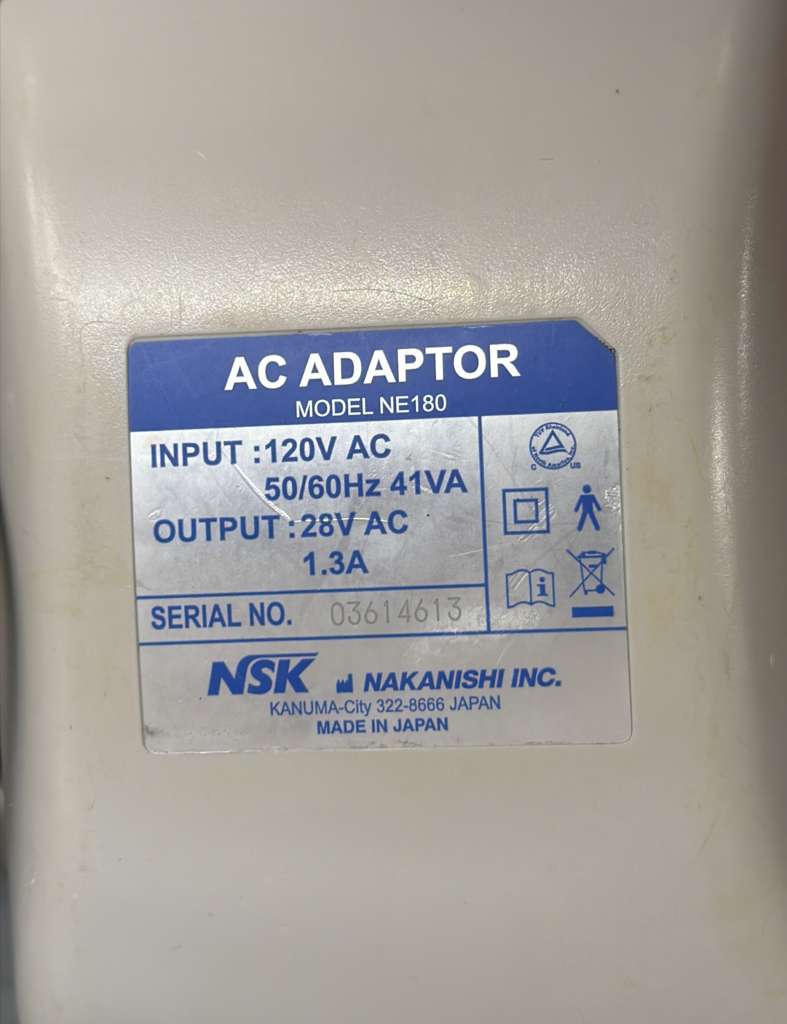 AC ADAPTOR
MODEL NE180
INPUT : 120V AC
50/60Hz 41VA
OUTPUT : 28V AC
1.3A
C US
SERIAL NO. 03614613
NSK NAKANISHI INC.
KANUMA-City 322-8666 JAPAN
MADE IN JAPAN